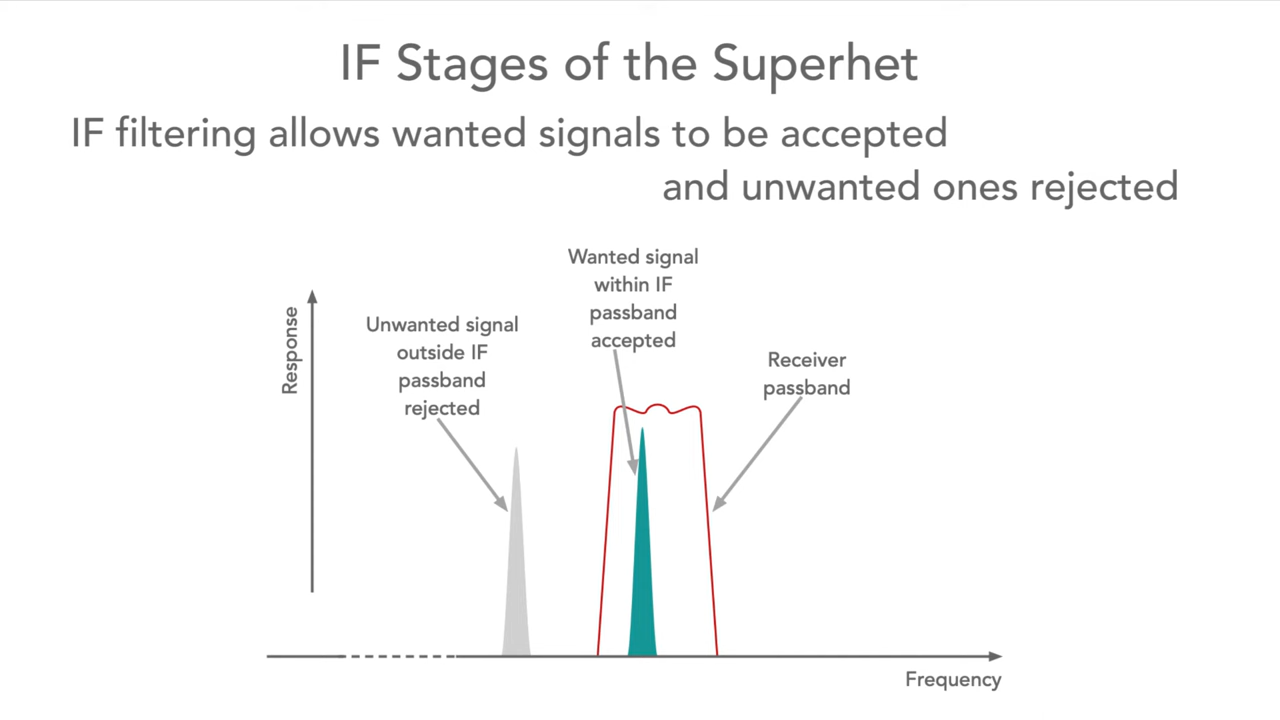 IF Stages of the Superhet
IF filtering allows wanted signals to be accepted
and unwanted ones rejected
Wanted signal
within IF
passband
accepted
Unwanted signal
outside IF
passband
rejected
Receiver
passband
Response
Frequency